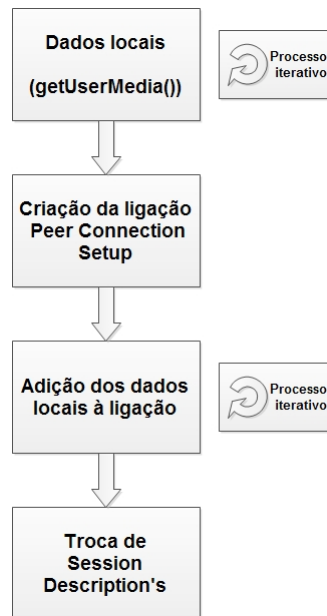 Dados locais
(getUserMedia())
Processo
iterativo
Criação da ligação
Peer Connection
Setup
Adição dos dados
locais à ligação
Processo
iterativo
Troca de
Session
Description's